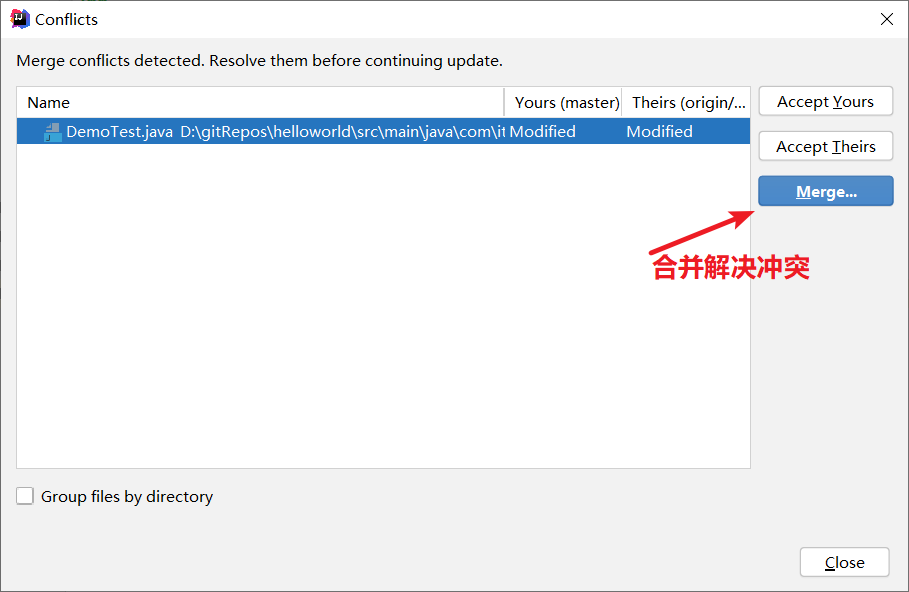 Conflicts
Merge conflicts detected. Resolve them before continuing update.
Name Yours (master) Theirs (origin/...
DemoTest.java D:\gitRepos\helloworld\src\main\java\com\it Modified Modified
Accept Yours
Accept Theirs
Merge...
合并解决冲突
Group files by directory
Close